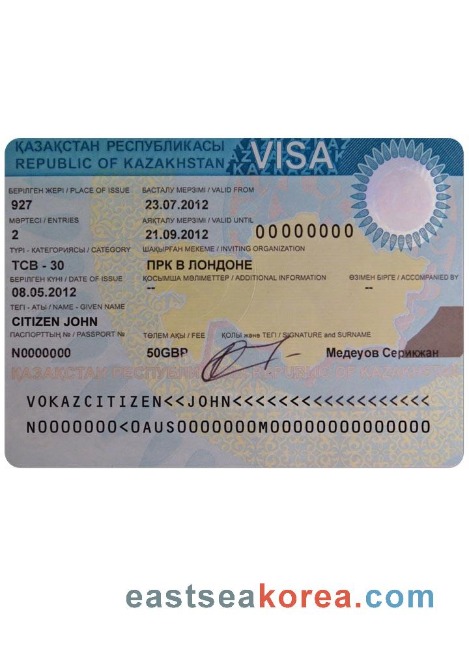 ҚАЗАҚСТАН РЕСПУБЛИКАСЫ
REPUBLIC OF KAZAKHSTAN
VISA
БЕРІЛГЕН ЖЕРІ / PLACE OF ISSUE
БАСТАЛУ МЕРЗІМІ / VALID FROM
927
23.07.2012
МӘРТЕСІ / ENTRIES
АЯҚТАЛУ МЕРЗІМІ / VALID UNTIL
2
21.09.2012
00000000
ТҮРІ - КАТЕГОРИЯСЫ / CATEGORY
ШАҚЫРҒАН МЕКЕМЕ / INVITING ORGANIZATION
TCB - 30
ПРК В ЛОНДОНЕ
БЕРІЛГЕН КҮНІ / DATE OF ISSUE
ҚОСЫМША МӘЛІМЕТТЕР / ADDITIONAL INFORMATION
ӨЗІМЕН БІРГЕ / ACCOMPANIED BY
08.05.2012
--
--
ТЕГІ - АТЫ / NAME - GIVEN NAME
CITIZEN JOHN
ПАСПОРТТЫҢ № / PASSPORT №
ТӨЛЕМ АҚЫ / FEE
ҚОЛЫ және ТЕГІ / SIGNATURE and SURNAME
N0000000
50GBP
Медеуов Серикжан
ҚАЗАҚСТАН РЕСПУБЛИКАСЫ REPUBLIC OF KAZAKHSTAN
VOKAZCITIZEN<<JOHN<<<<<<<<<<<<<<<<<<
N0000000<0AUS0000000M000000000000000
eastseakorea.com